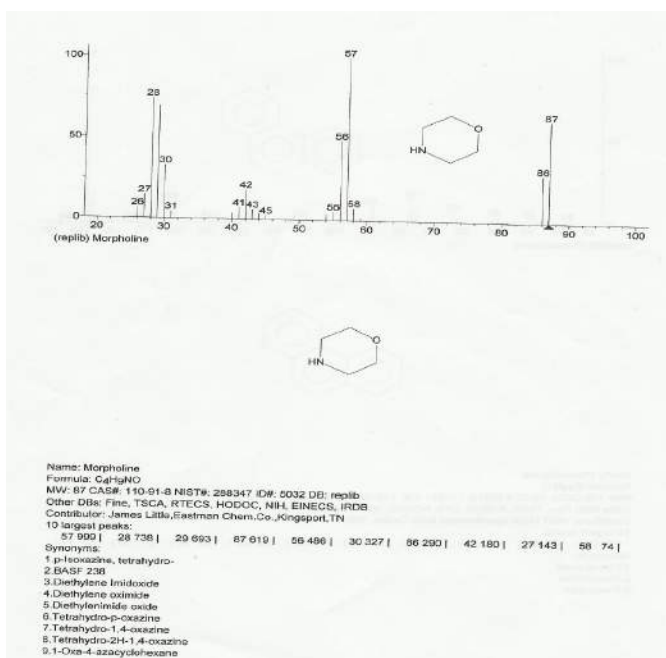 100
57
28
87
O
HN
56
50
30
86
42
27
26
31
41 43
45
55
58
0
20 30 40 50 60 70 80 90 100
(replib) Morpholine
O
HN
Name: Morpholine
Formula: C4H9NO
MW: 87 CAS#: 110-91-8 NIST#: 288347 ID#: 5032 DB: replib
Other DBs: Fine, TSCA, RTECS, HODOC, NIH, EINECS, IRDB
Contributor: James Little,Eastman Chem.Co.,Kingsport,TN
10 largest peaks:
57 999 | 28 738 | 29 693 | 87 619 | 56 486 | 30 327 | 86 290 | 42 180 | 27 143 | 58 74 |
Synonyms:
1.p-Isoxazine, tetrahydro-
2.BASF 238
3.Diethylene Imidoxide
4.Diethylene oximide
5.Diethylenimide oxide
6.Tetrahydro-p-oxazine
7.Tetrahydro-1,4-oxazine
8.Tetrahydro-2H-1,4-oxazine
9.1-Oxa-4-azacyclohexane